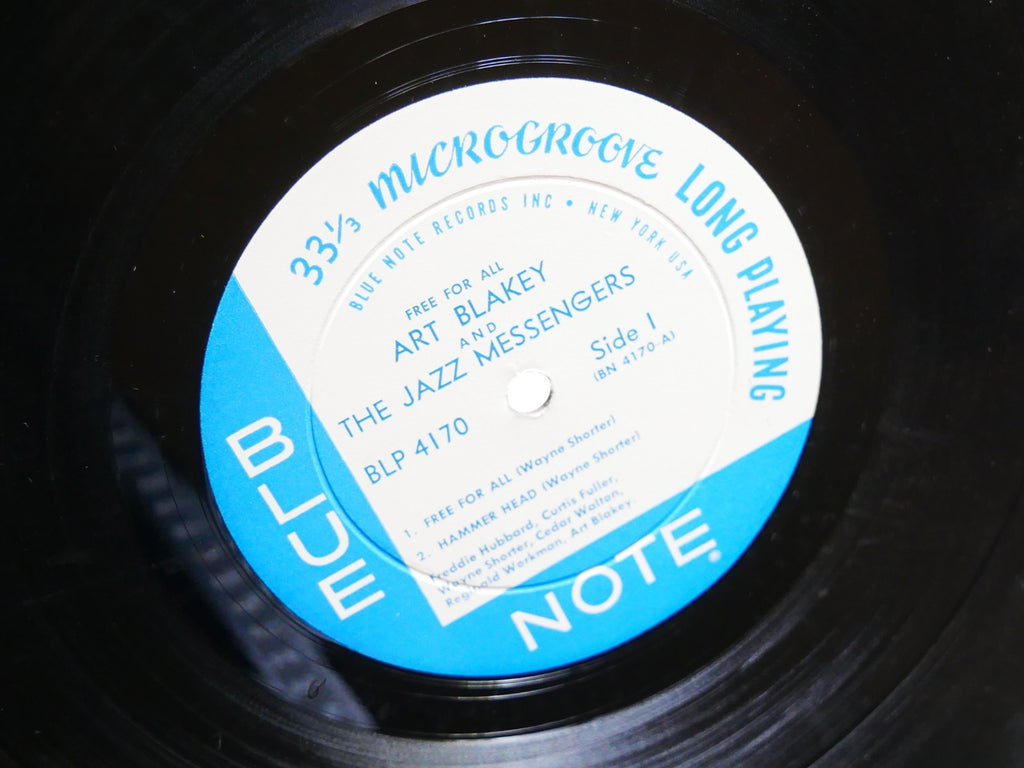 33⅓ MICROGROOVE LONG PLAYING
BLUE NOTE RECORDS INC • NEW YORK USA
FREE FOR ALL
ART BLAKEY
AND
THE JAZZ MESSENGERS
BLP 4170
Side 1
(BN 4170-A)
1. FREE FOR ALL (Wayne Shorter)
2. HAMMER HEAD (Wayne Shorter)
Freddie Hubbard, Curtis Fuller,
Wayne Shorter, Cedar Walton,
Reginald Workman, Art Blakey.
BLUE
NOTE®